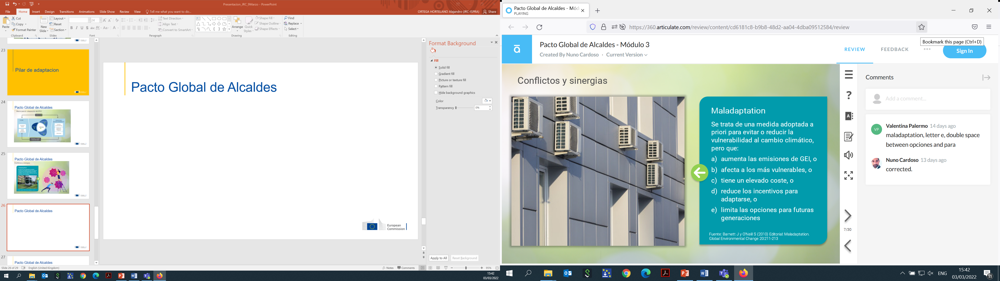 Presentacion_JRC_9Marzo - PowerPoint
File Home Insert Design Transitions Animations Slide Show Review View Tell me what you want to do... ORTEGA HORTELANO Alejandro (JRC-ISPRA) Share
Paste
Cut
Copy
Format Painter
Clipboard
New
Slide
Layout
Reset
Section
Slides
24
B I U S abc AV Aa A
Font
Text Direction
Align Text
Convert to SmartArt
Paragraph
Arrange
Quick
Styles
Shape Fill
Shape Outline
Shape Effects
Drawing
Find
Replace
Select
Editing
23
Pilar de adaptacion
24
Pacto Global de Alcaldes
Marco para la adaptación del IPCC
25
Pacto Global de Alcaldes
Conflictos y sinergias
26
Pacto Global de Alcaldes
27
Pacto Global de Alcaldes
Pacto Global de Alcaldes
European
Commission
Format Background
Fill
Solid fill
Gradient fill
Picture or texture fill
Pattern fill
Hide background graphics
Color
Transparency 0%
Apply to All Reset Background
Slide 26 of 29 English (United Kingdom) Notes Comments 95%
15:42
03/03/2022
Pacto Global de Alcaldes - Mód
PLAYING
https://360.articulate.com/review/content/cd6181c8-b9b8-48d2-aa04-4dba09512584/review
Bookmark this page (Ctrl+D)
ā
Pacto Global de Alcaldes - Módulo 3
Created By Nuno Cardoso · Current Version
REVIEW FEEDBACK Sign In
Conflictos y sinergias
Maladaptation
Se trata de una medida adoptada a
priori para evitar o reducir la
vulnerabilidad al cambio climático,
pero que:
a) aumenta las emisiones de GEI, o
b) afecta a los más vulnerables, o
c) tiene un elevado coste, o
d) reduce los incentivos para
adaptarse, o
e) limita las opciones para futuras
generaciones
Fuente: Barnett J y O'Neill S (2010) Editorial: Maladaptation.
Global Environmental Change 20:211-213
?
A
7/30
Comments
Add a comment...
VP
Valentina Palermo 14 days ago
maladaptation, letter e, double space
between opciones and para
Nuno Cardoso 13 days ago
corrected.
ENG
15:42
03/03/2022
11